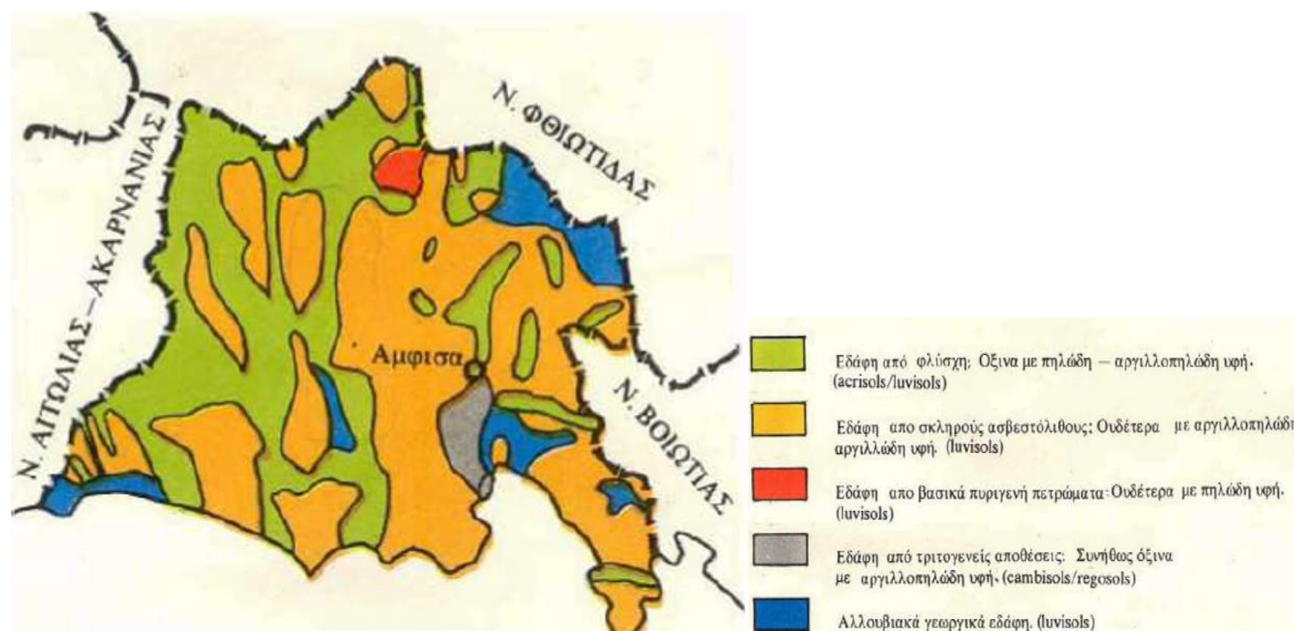 Ν. ΑΙΤΩΛΙΑΣ–ΑΚΑΡΝΑΝΙΑΣ
Ν. ΦΘΙΩΤΙΔΑΣ
Αμφισα
Ν. ΒΟΙΩΤΙΑΣ
Εδάφη από φλύσχη: Οξινα με πηλώδη – αργιλλοπηλώδη υφή.
(acrisols/luvisols)
Εδάφη απο σκληρούς ασβεστόλιθους: Ουδέτερα με αργιλλοπηλώδη
αργιλλώδη υφή. (luvisols)
Εδάφη απο βασικά πυριγενή πετρώματα: Ουδέτερα με πηλώδη υφή.
(luvisols)
Εδάφη από τριτογενείς αποθέσεις: Συνήθως όξινα
με αργιλλοπηλώδη υφή. (cambisols/regosols)
Αλλουβιακά γεωργικά εδάφη. (luvisols)